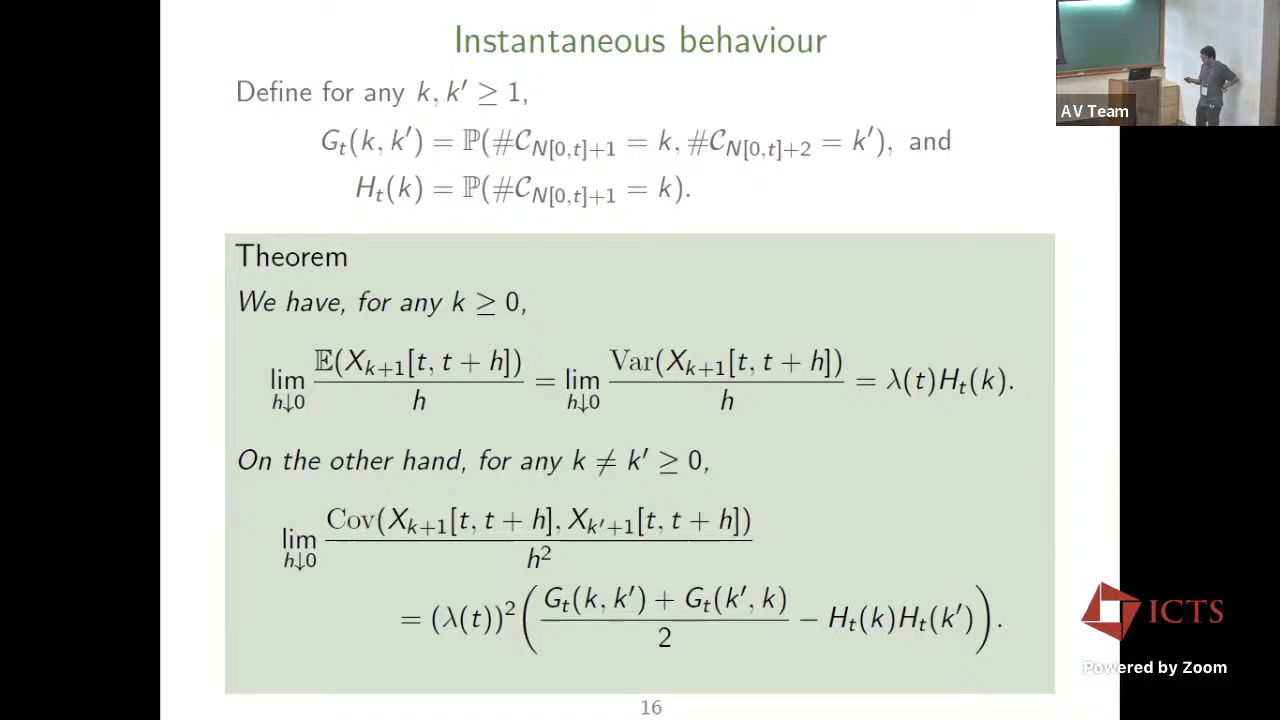 Instantaneous behaviour
Define for any k, k′ ≥ 1,
G_t(k, k′) = ℙ(#𝒞_{N[0,t]+1} = k, #𝒞_{N[0,t]+2} = k′), and
H_t(k) = ℙ(#𝒞_{N[0,t]+1} = k).
Theorem
We have, for any k ≥ 0,
lim_{h↓0} 𝔼(X_{k+1}[t, t + h])/h = lim_{h↓0} Var(X_{k+1}[t, t + h])/h = λ(t)H_t(k).
On the other hand, for any k ≠ k′ ≥ 0,
lim_{h↓0} Cov(X_{k+1}[t, t + h], X_{k′+1}[t, t + h])/h²
= (λ(t))² ( (G_t(k, k′) + G_t(k′, k))/2 − H_t(k)H_t(k′) ).
16
AV Team
ICTS
Powered by Zoom